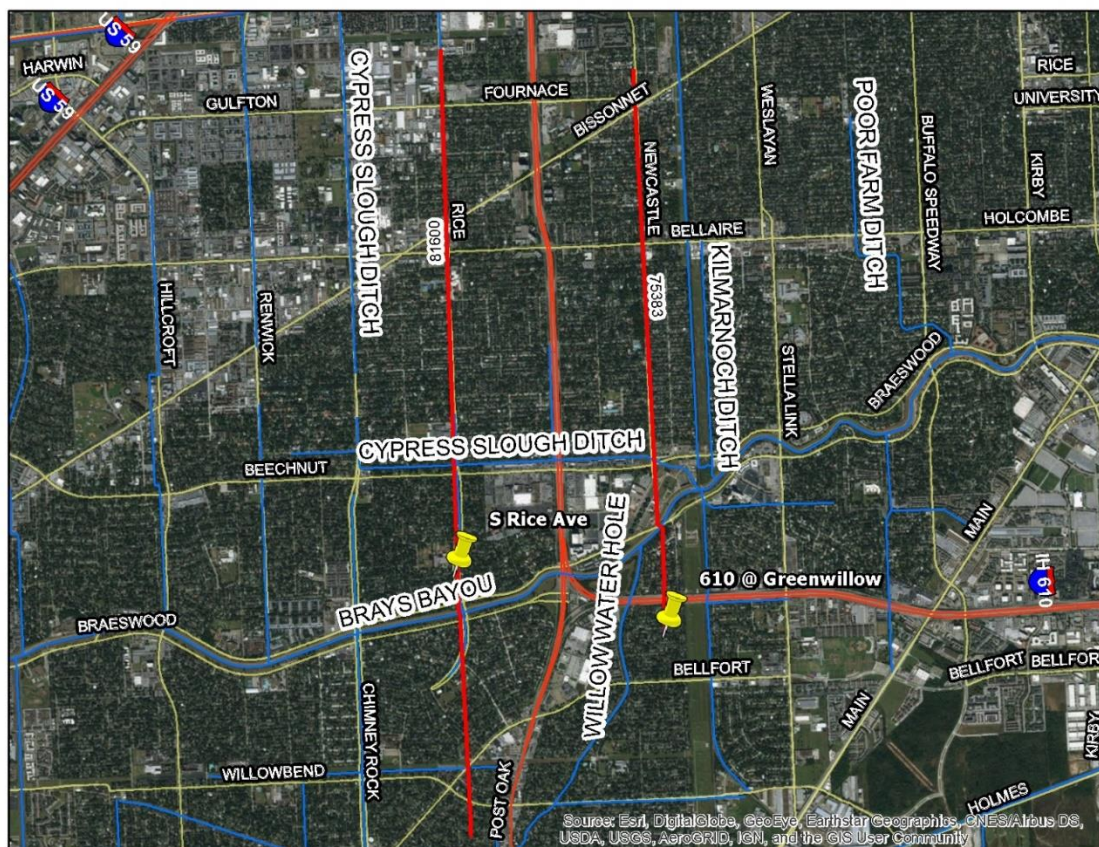 US 59
HARWIN
US 59
GULFTON
CYPRESS SLOUGH DITCH
FOURNACE
BISSONNET
WESLAYAN
POOR FARM DITCH
BUFFALO SPEEDWAY
RICE
UNIVERSITY
KIRBY
RICE
81900
NEWCASTLE
BELLAIRE
HOLCOMBE
75383
KILMARNOCH DITCH
HILLCROFT
RENWICK
STELLA LINK
BRAESWOOD
CYPRESS SLOUGH DITCH
BEECHNUT
WILLOW WATER HOLE
MAIN
S Rice Ave
610 @ Greenwillow
IH 610
BRAYS BAYOU
BRAESWOOD
BELLFORT
BELLFORT
BELLFOR
CHIMNEY ROCK
MAIN
KIRBY
WILLOWBEND
POST OAK
HOLMES
Source: Esri, DigitalGlobe, GeoEye, Earthstar Geographics, CNES/Airbus DS,
USDA, USGS, AeroGRID, IGN, and the GIS User Community